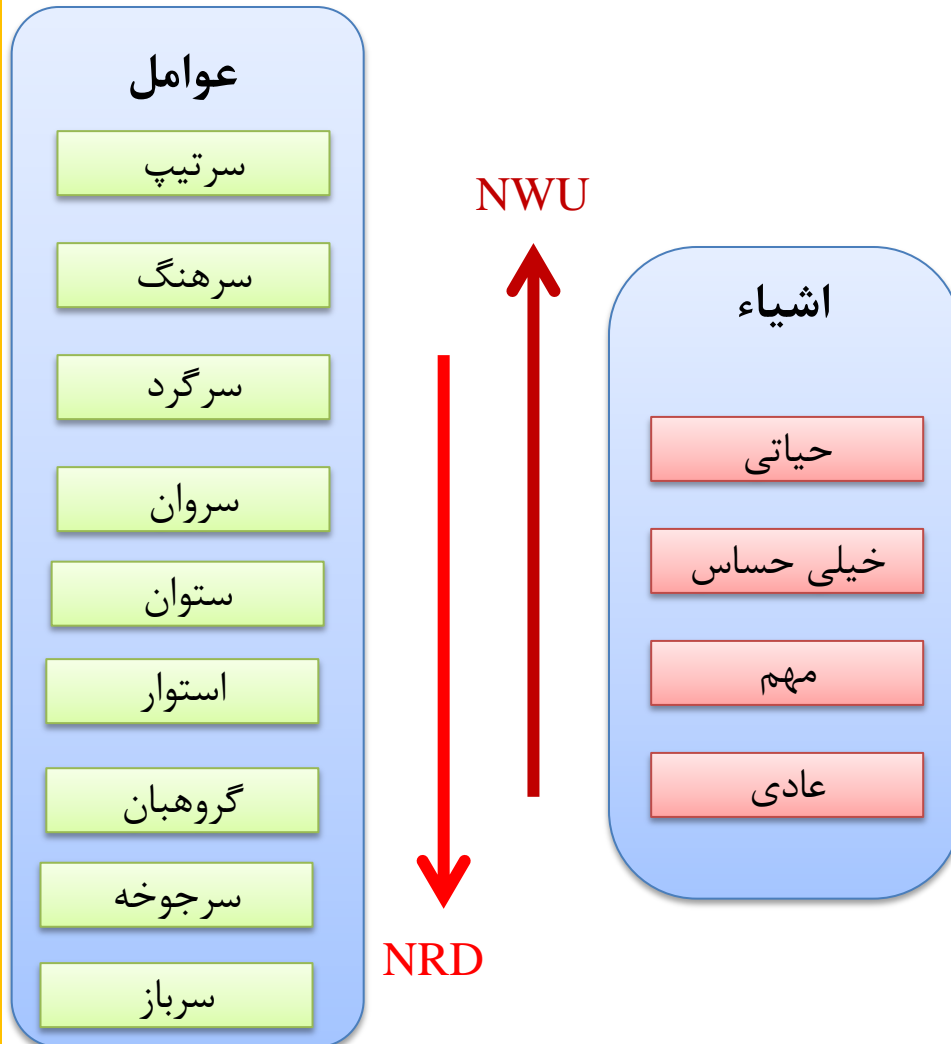 عوامل
سرتیپ
سرهنگ
سرگرد
سروان
ستوان
استوار
گروهبان
سرجوخه
سرباز
NWU
NRD
اشیاء
حیاتی
خیلی حساس
مهم
عادی